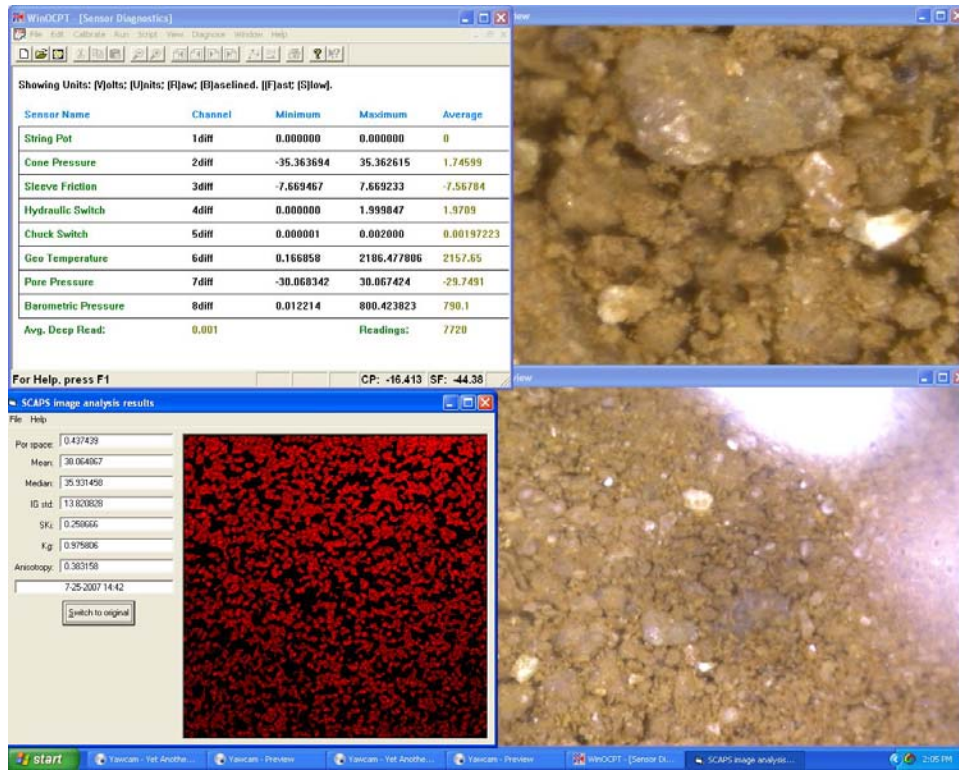 WinOCPT - [Sensor Diagnostics]
File Edit Calibrate Run Script View Diagnose Window Help
Showing Units: [V]olts; [U]nits; [R]aw; [B]aselined. [[F]ast; [S]low].
Sensor Name Channel Minimum Maximum Average
String Pot 1diff 0.000000 0.000000 0
Cone Pressure 2diff -35.363694 35.362615 1.74599
Sleeve Friction 3diff -7.669467 7.669233 -7.56784
Hydraulic Switch 4diff 0.000000 1.999847 1.9709
Chuck Switch 5diff 0.000001 0.002000 0.00197223
Geo Temperature 6diff 0.166858 2186.477806 2157.65
Pore Pressure 7diff -30.068342 30.067424 -29.7491
Barometric Pressure 8diff 0.012214 800.423823 790.1
Avg. Deep Read: 0.001 Readings: 7720
For Help, press F1 CP: -16.413 SF: -44.38
iew
iew
SCAPS image analysis results
File Help
Por space: 0.437439
Mean: 38.064867
Median: 35.931458
IG std: 13.820828
SKi: 0.258666
Kg: 0.975806
Anisotropy: 0.383158
7-25-2007 14:42
Switch to original
start Yawcam - Yet Anothe... Yawcam - Preview Yawcam - Yet Anothe... Yawcam - Preview WinOCPT - [Sensor Di... SCAPS image analysis... 2:05 PM